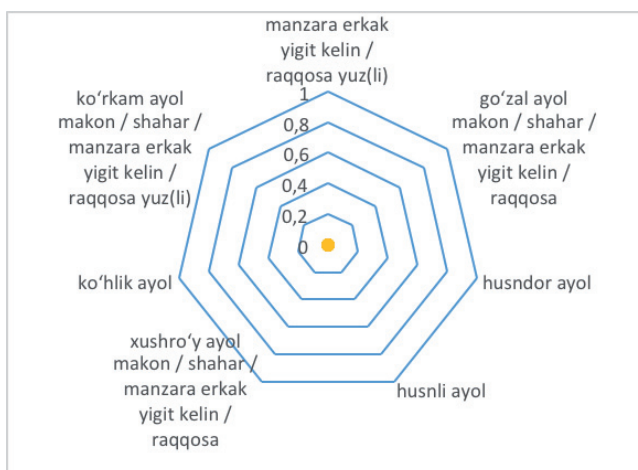 manzara erkak
yigit kelin /
raqqosa yuz(li)
go‘zal ayol
makon / shahar /
manzara erkak
yigit kelin /
raqqosa
husndor ayol
husnli ayol
xushro‘y ayol
makon / shahar /
manzara erkak
yigit kelin /
raqqosa
ko‘hlik ayol
ko‘rkam ayol
makon / shahar /
manzara erkak
yigit kelin /
raqqosa yuz(li)
1
0,8
0,6
0,4
0,2
0